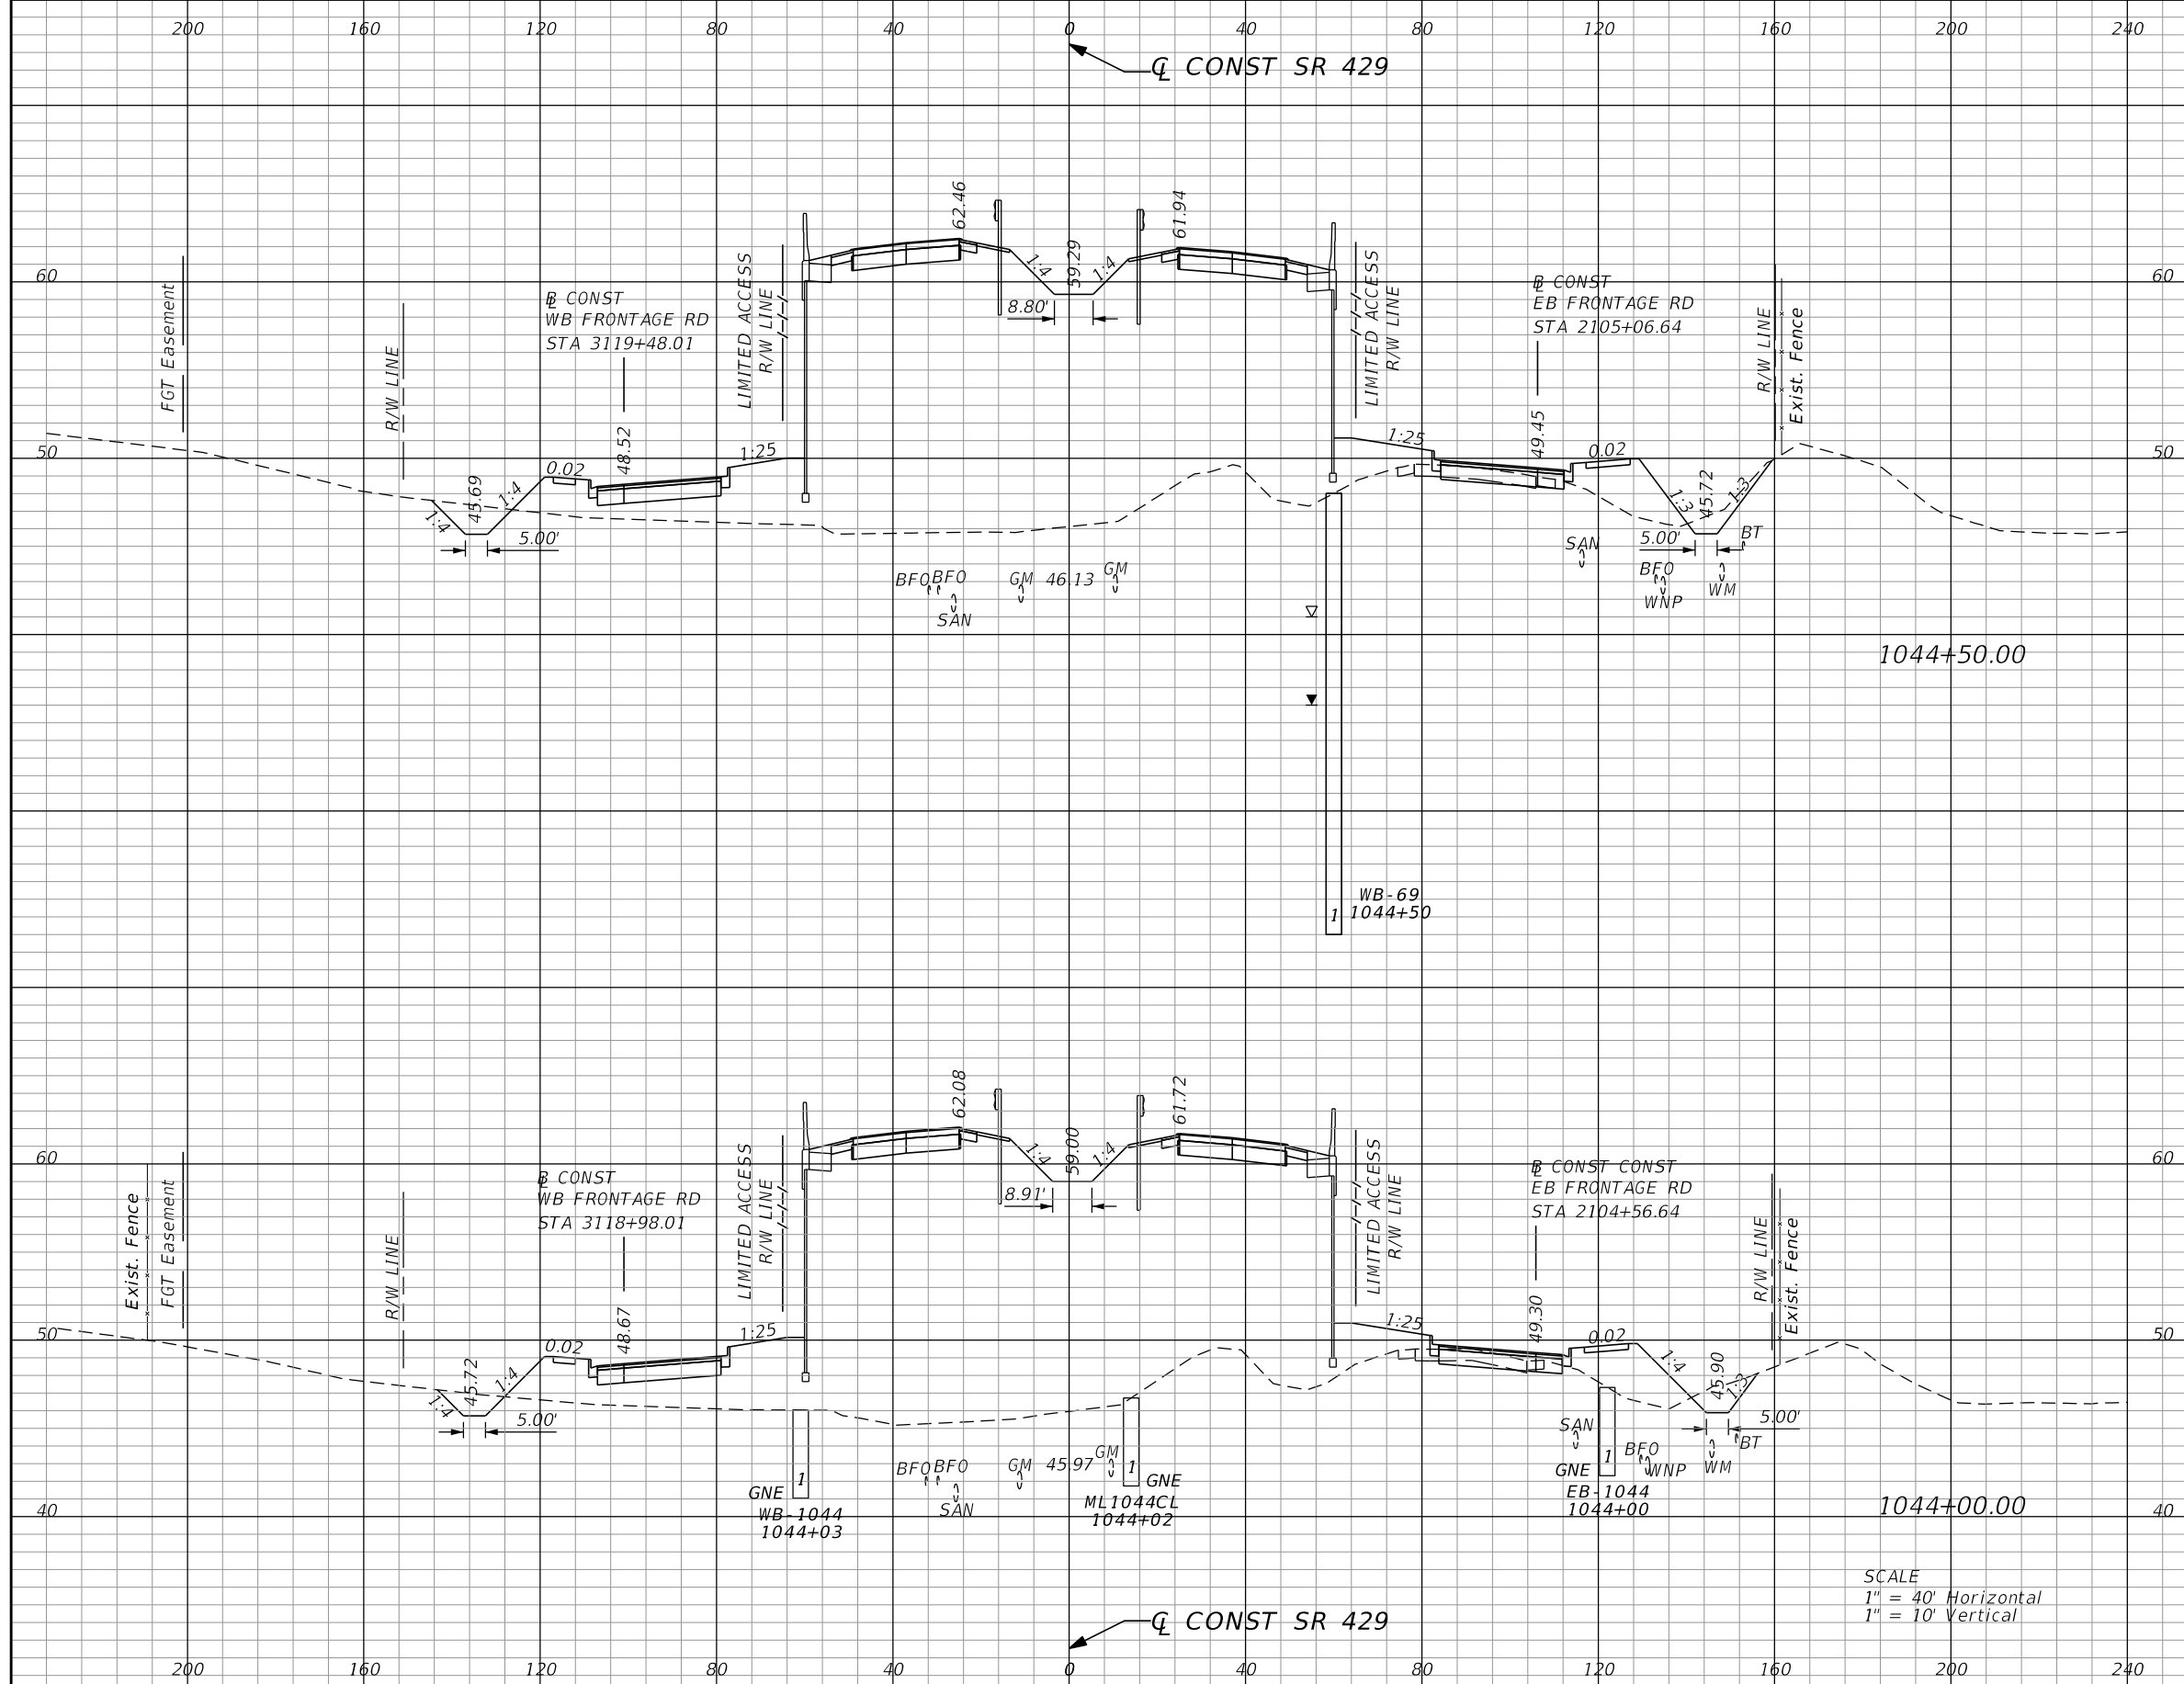 200 160 120 80 40 0 40 80 120 160 200 240
℄ CONST SR 429
62.46
61.94
59.29
1:4
1:4
8.80'
60
60
FGT Easement
R/W LINE
℄ CONST
WB FRONTAGE RD
STA 3119+48.01
LIMITED ACCESS
R/W LINE
LIMITED ACCESS
R/W LINE
℄ CONST
EB FRONTAGE RD
STA 2105+06.64
R/W LINE
Exist. Fence
50
50
45.69
1:4
1:4
5.00'
0.02
48.52
1:25
1:25
49.45
0.02
1:3
45.72
1:3
5.00'
BT
SAN
BFO
WNP
WM
BFO
BFO
SAN
GM
46.13
GM
1044+50.00
1
WB-69
1044+50
62.08
61.72
59.00
1:4
1:4
8.91'
60
60
Exist. Fence
FGT Easement
R/W LINE
℄ CONST
WB FRONTAGE RD
STA 3118+98.01
LIMITED ACCESS
R/W LINE
LIMITED ACCESS
R/W LINE
℄ CONST CONST
EB FRONTAGE RD
STA 2104+56.64
R/W LINE
Exist. Fence
50
50
45.72
1:4
1:4
5.00'
0.02
48.67
1:25
1:25
49.30
0.02
1:4
45.90
1:3
5.00'
BT
SAN
BFO
WNP
WM
GNE
1
WB-1044
1044+03
BFO
BFO
SAN
GM
45.97
GM
1
GNE
ML1044CL
1044+02
GNE
1
EB-1044
1044+00
40
1044+00.00
40
SCALE
1" = 40' Horizontal
1" = 10' Vertical
℄ CONST SR 429
200 160 120 80 40 0 40 80 120 160 200 240